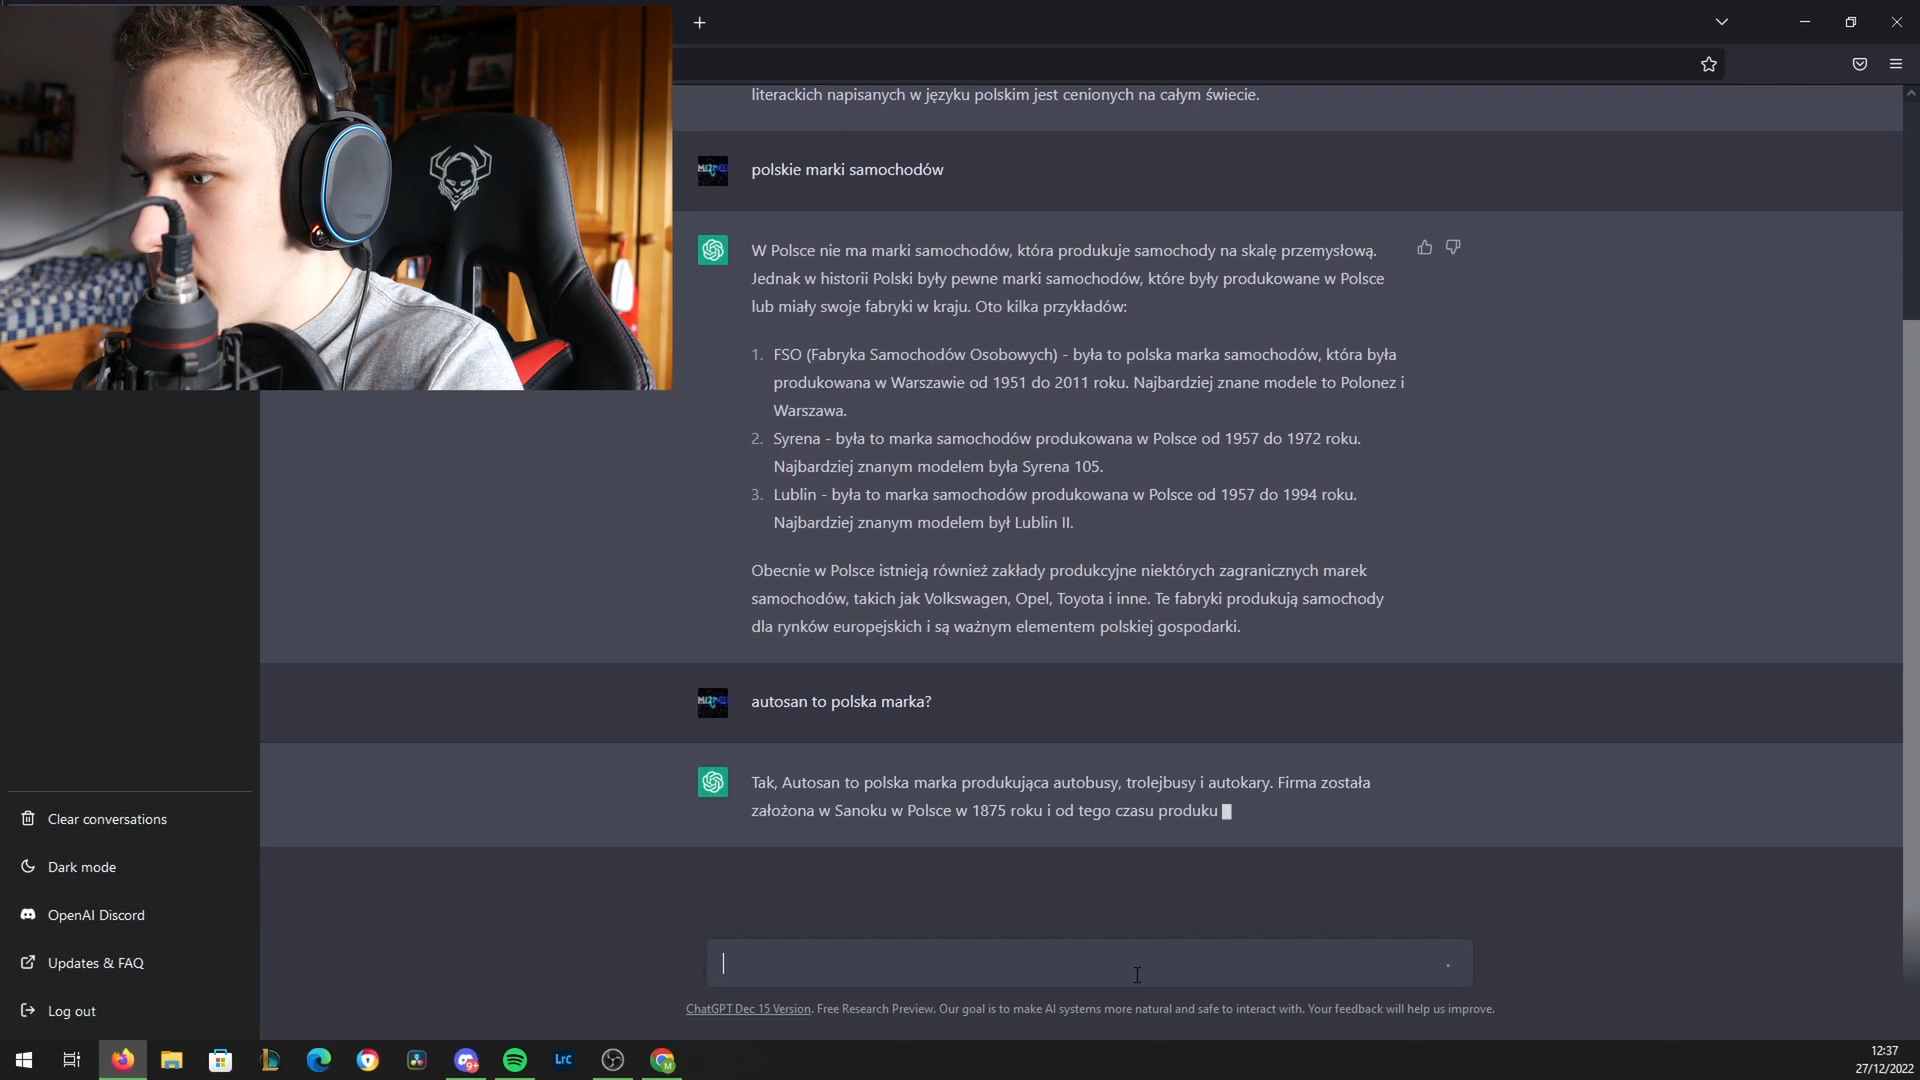 literackich napisanych w języku polskim jest cenionych na całym świecie.
polskie marki samochodów
W Polsce nie ma marki samochodów, która produkuje samochody na skalę przemysłową.
Jednak w historii Polski były pewne marki samochodów, które były produkowane w Polsce
lub miały swoje fabryki w kraju. Oto kilka przykładów:
1. FSO (Fabryka Samochodów Osobowych) - była to polska marka samochodów, która była
produkowana w Warszawie od 1951 do 2011 roku. Najbardziej znane modele to Polonez i
Warszawa.
2. Syrena - była to marka samochodów produkowana w Polsce od 1957 do 1972 roku.
Najbardziej znanym modelem była Syrena 105.
3. Lublin - była to marka samochodów produkowana w Polsce od 1957 do 1994 roku.
Najbardziej znanym modelem był Lublin II.
Obecnie w Polsce istnieją również zakłady produkcyjne niektórych zagranicznych marek
samochodów, takich jak Volkswagen, Opel, Toyota i inne. Te fabryki produkują samochody
dla rynków europejskich i są ważnym elementem polskiej gospodarki.
autosan to polska marka?
Tak, Autosan to polska marka produkująca autobusy, trolejbusy i autokary. Firma została
założona w Sanoku w Polsce w 1875 roku i od tego czasu produku
Clear conversations
Dark mode
OpenAI Discord
Updates & FAQ
Log out
ChatGPT Dec 15 Version. Free Research Preview. Our goal is to make AI systems more natural and safe to interact with. Your feedback will help us improve.
9+
Lrc
M
12:37
27/12/2022